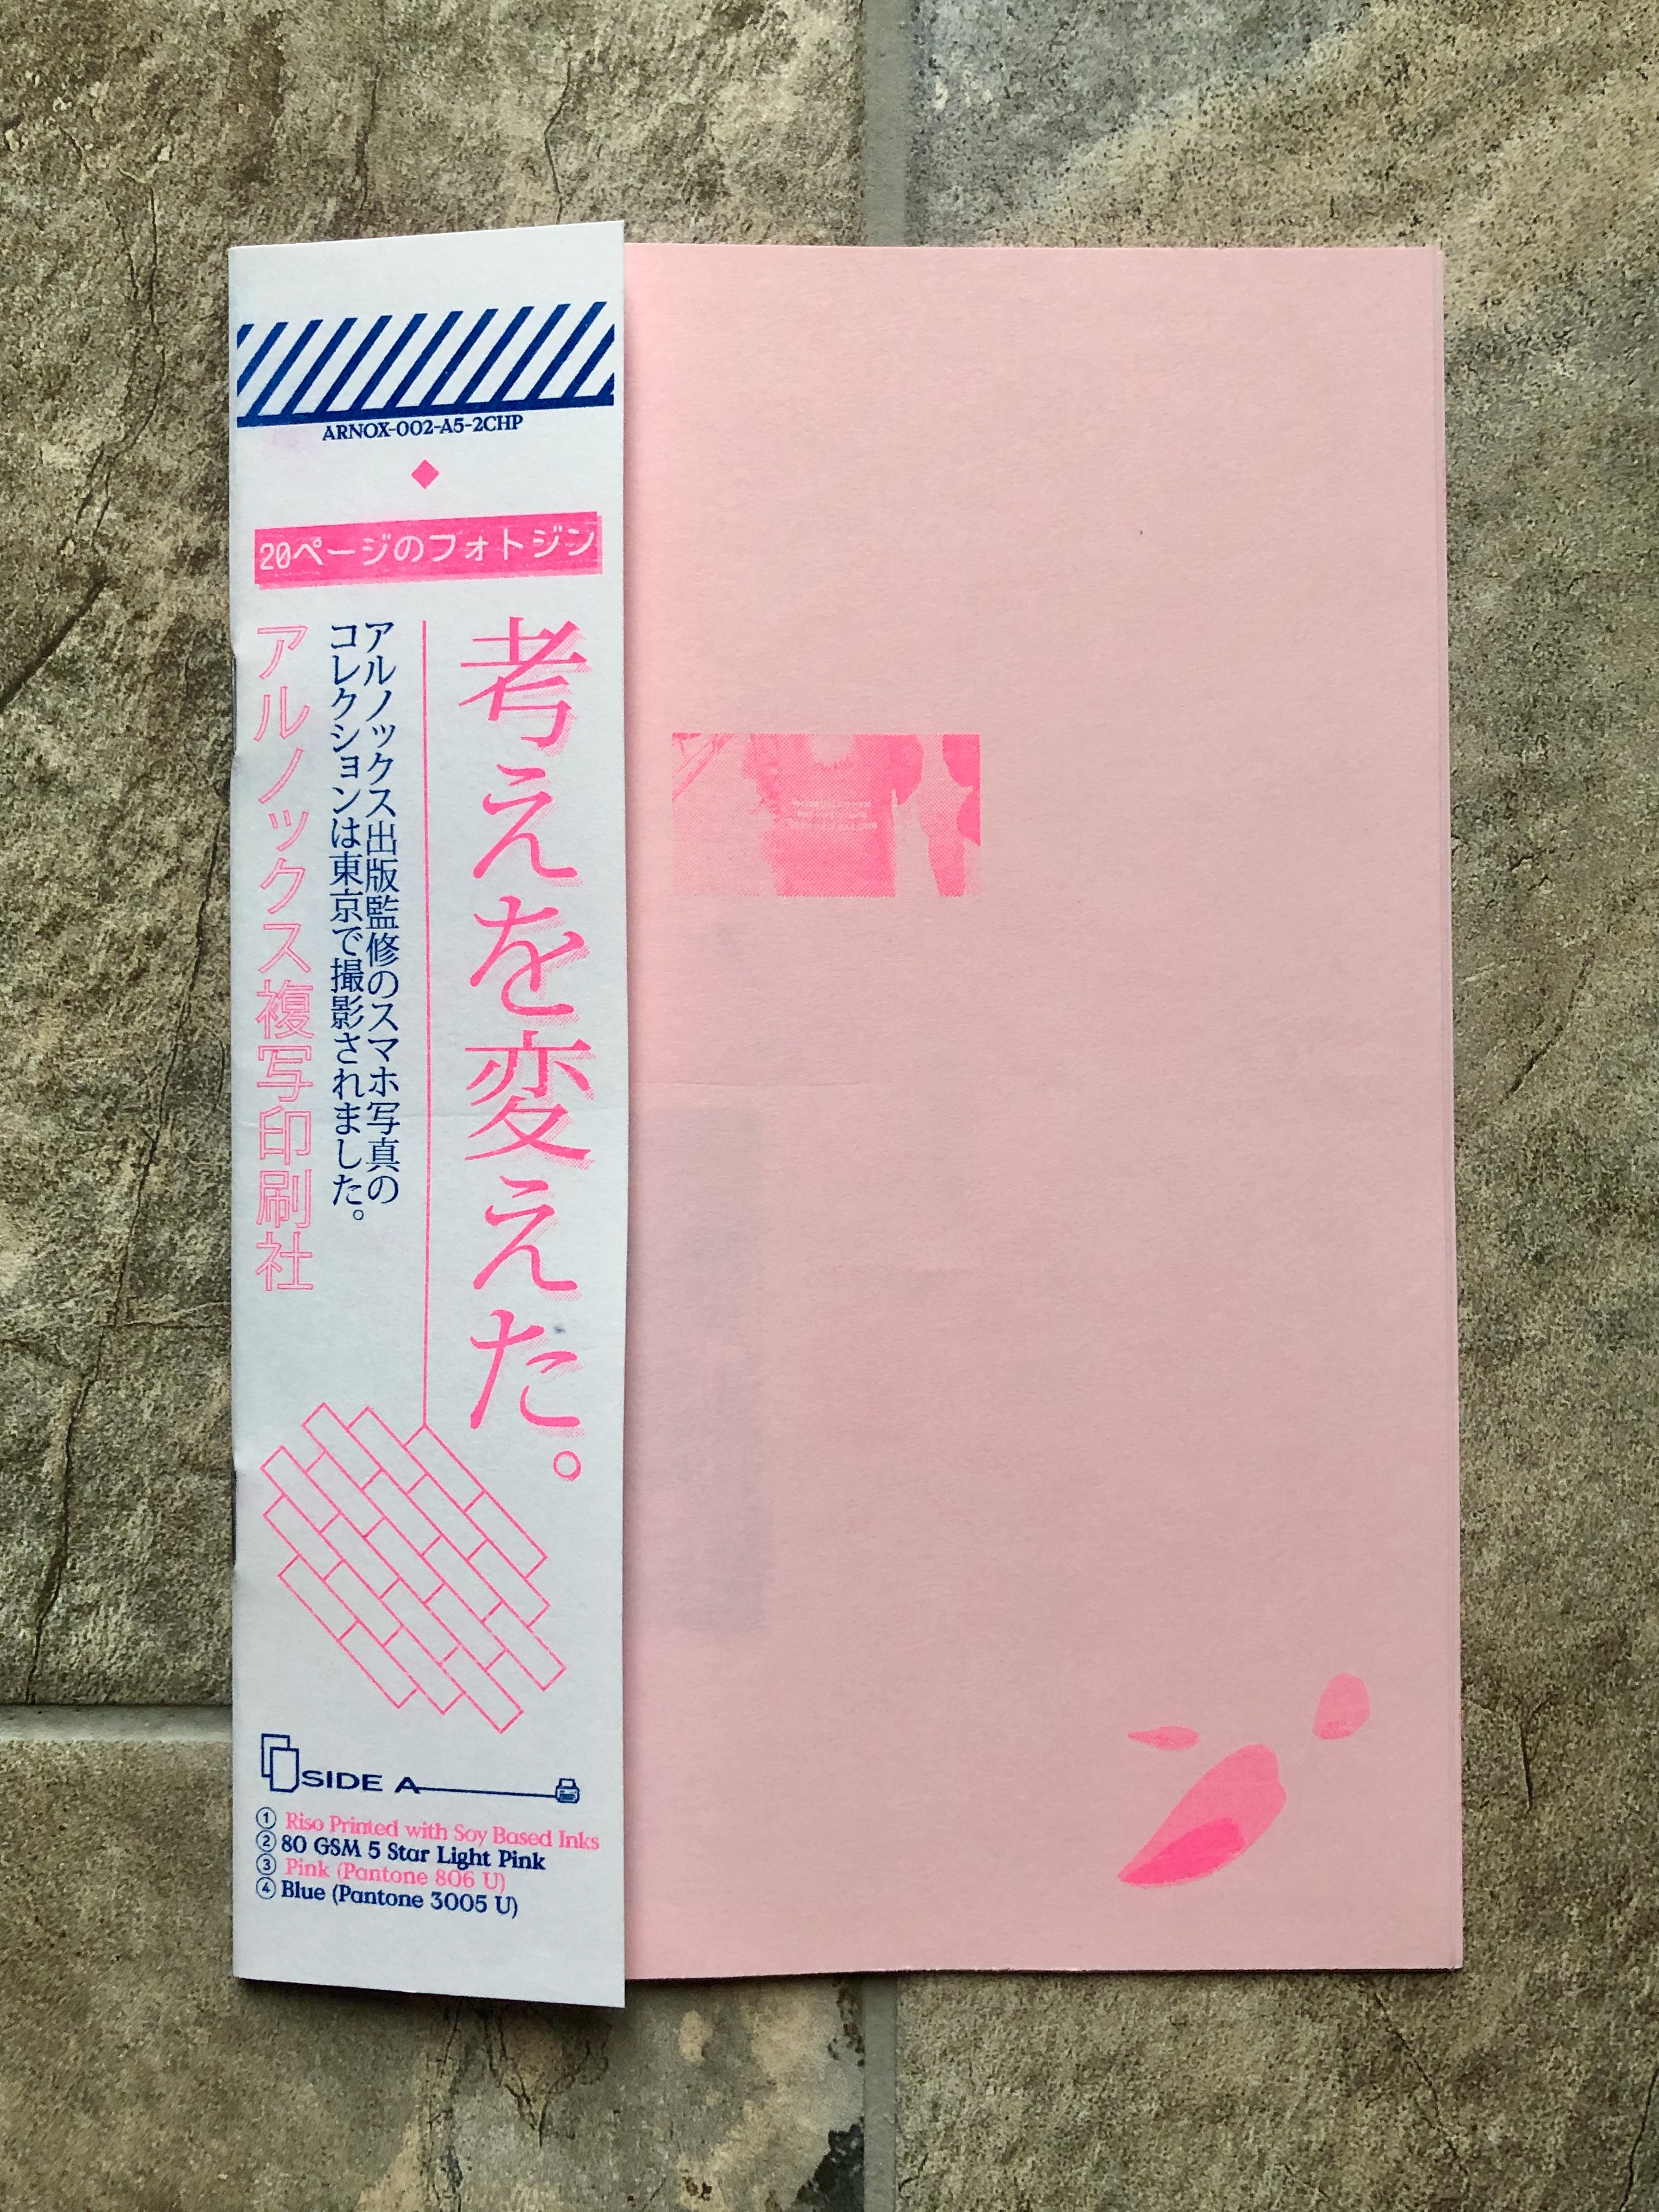 ARNOX-002-A5-2CHP
20ページのフォトジン
考えを変えた。
アルノックス出版監修のスマホ写真の
コレクションは東京で撮影されました。
アルノックス複写印刷社
SIDE A
① Riso Printed with Soy Based Inks
② 80 GSM 5 Star Light Pink
③ Pink (Pantone 806 U)
④ Blue (Pantone 3005 U)